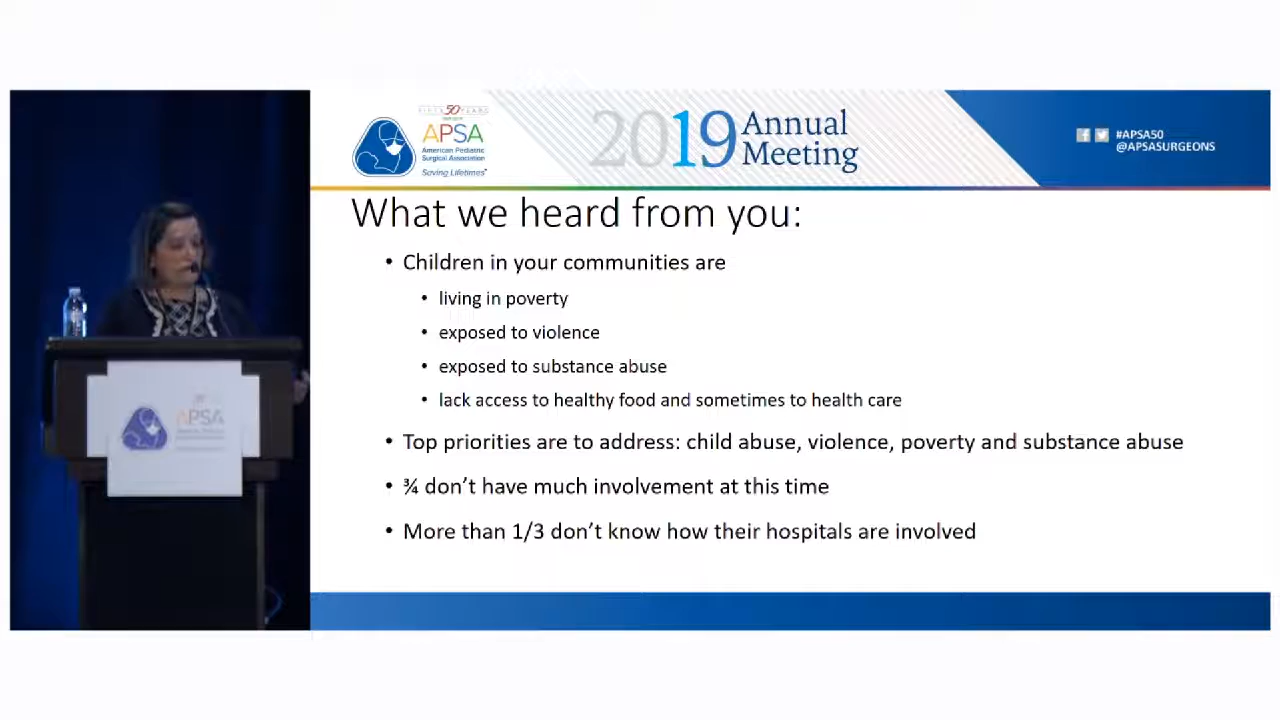 50 YEARS
APSA
American Pediatric
Surgical Association
Saving Lifetimes
2019 Annual
Meeting
#APSA50
@APSASURGEONS
What we heard from you:
• Children in your communities are
• living in poverty
• exposed to violence
• exposed to substance abuse
• lack access to healthy food and sometimes to health care
• Top priorities are to address: child abuse, violence, poverty and substance abuse
• ¾ don’t have much involvement at this time
• More than 1/3 don’t know how their hospitals are involved
APSA